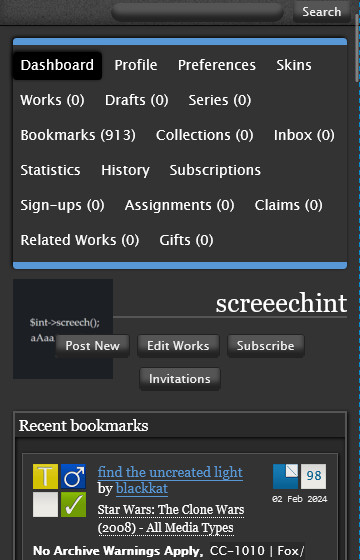 Search
Dashboard Profile Preferences Skins
Works (0) Drafts (0) Series (0)
Bookmarks (913) Collections (0) Inbox (0)
Statistics History Subscriptions
Sign-ups (0) Assignments (0) Claims (0)
Related Works (0) Gifts (0)
$int->screech();
aAaa
screeechint
Post New Edit Works Subscribe
Invitations
Recent bookmarks
T
find the uncreated light
by blackkat
98
02 Feb 2024
Star Wars: The Clone Wars
(2008) - All Media Types
No Archive Warnings Apply, CC-1010 | Fox/